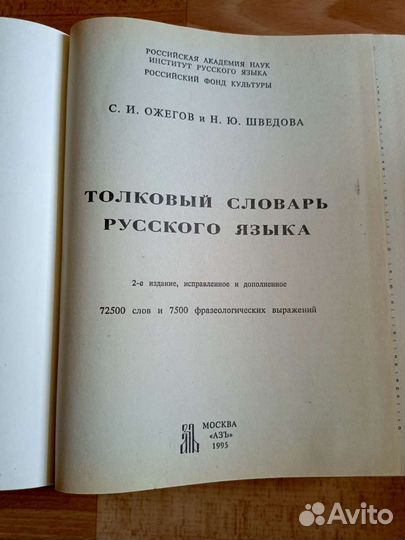 РОССИЙСКАЯ АКАДЕМИЯ НАУК
ИНСТИТУТ РУССКОГО ЯЗЫКА
РОССИЙСКИЙ ФОНД КУЛЬТУРЫ
С. И. ОЖЕГОВ и Н. Ю. ШВЕДОВА
ТОЛКОВЫЙ СЛОВАРЬ
РУССКОГО ЯЗЫКА
2-е издание, исправленное и дополненное
72500 слов и 7500 фразеологических выражений
МОСКВА
«АЗЪ»
1995
Avito